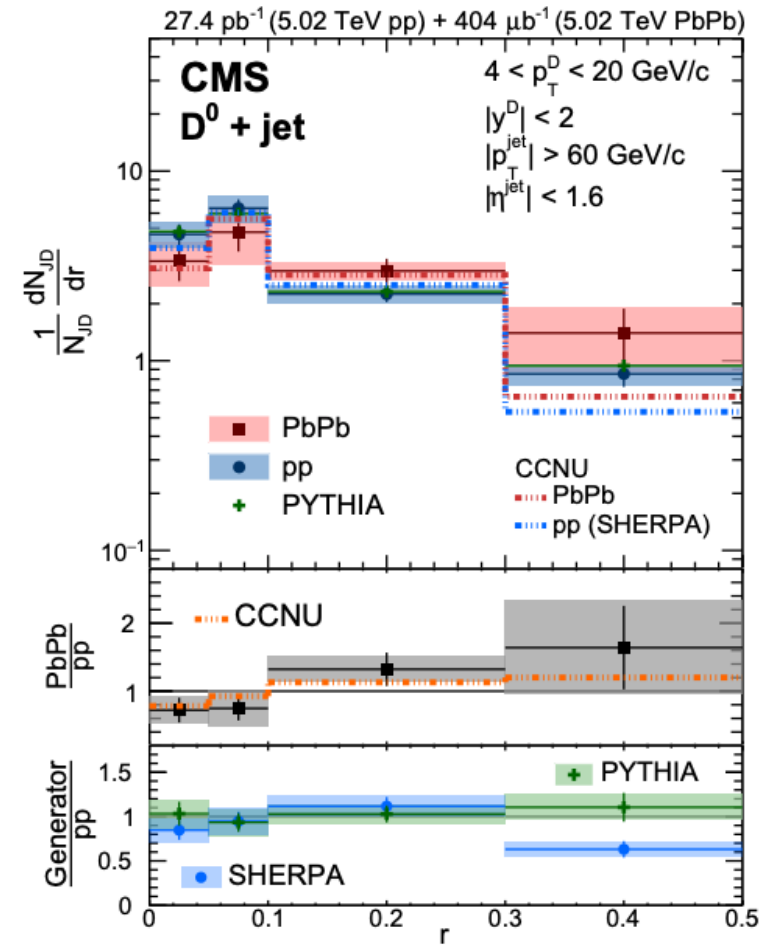 27.4 pb⁻¹ (5.02 TeV pp) + 404 μb⁻¹ (5.02 TeV PbPb)
CMS
D⁰ + jet
4 < p_T^D < 20 GeV/c
|y^D| < 2
|p_T^jet| > 60 GeV/c
|η^jet| < 1.6
1/N_JD dN_JD/dr
10
1
10⁻¹
PbPb
pp
PYTHIA
CCNU
PbPb
pp (SHERPA)
PbPb/pp
2
1
CCNU
Generator/pp
1.5
1
0.5
0
PYTHIA
SHERPA
0 0.1 0.2 0.3 0.4 0.5
r